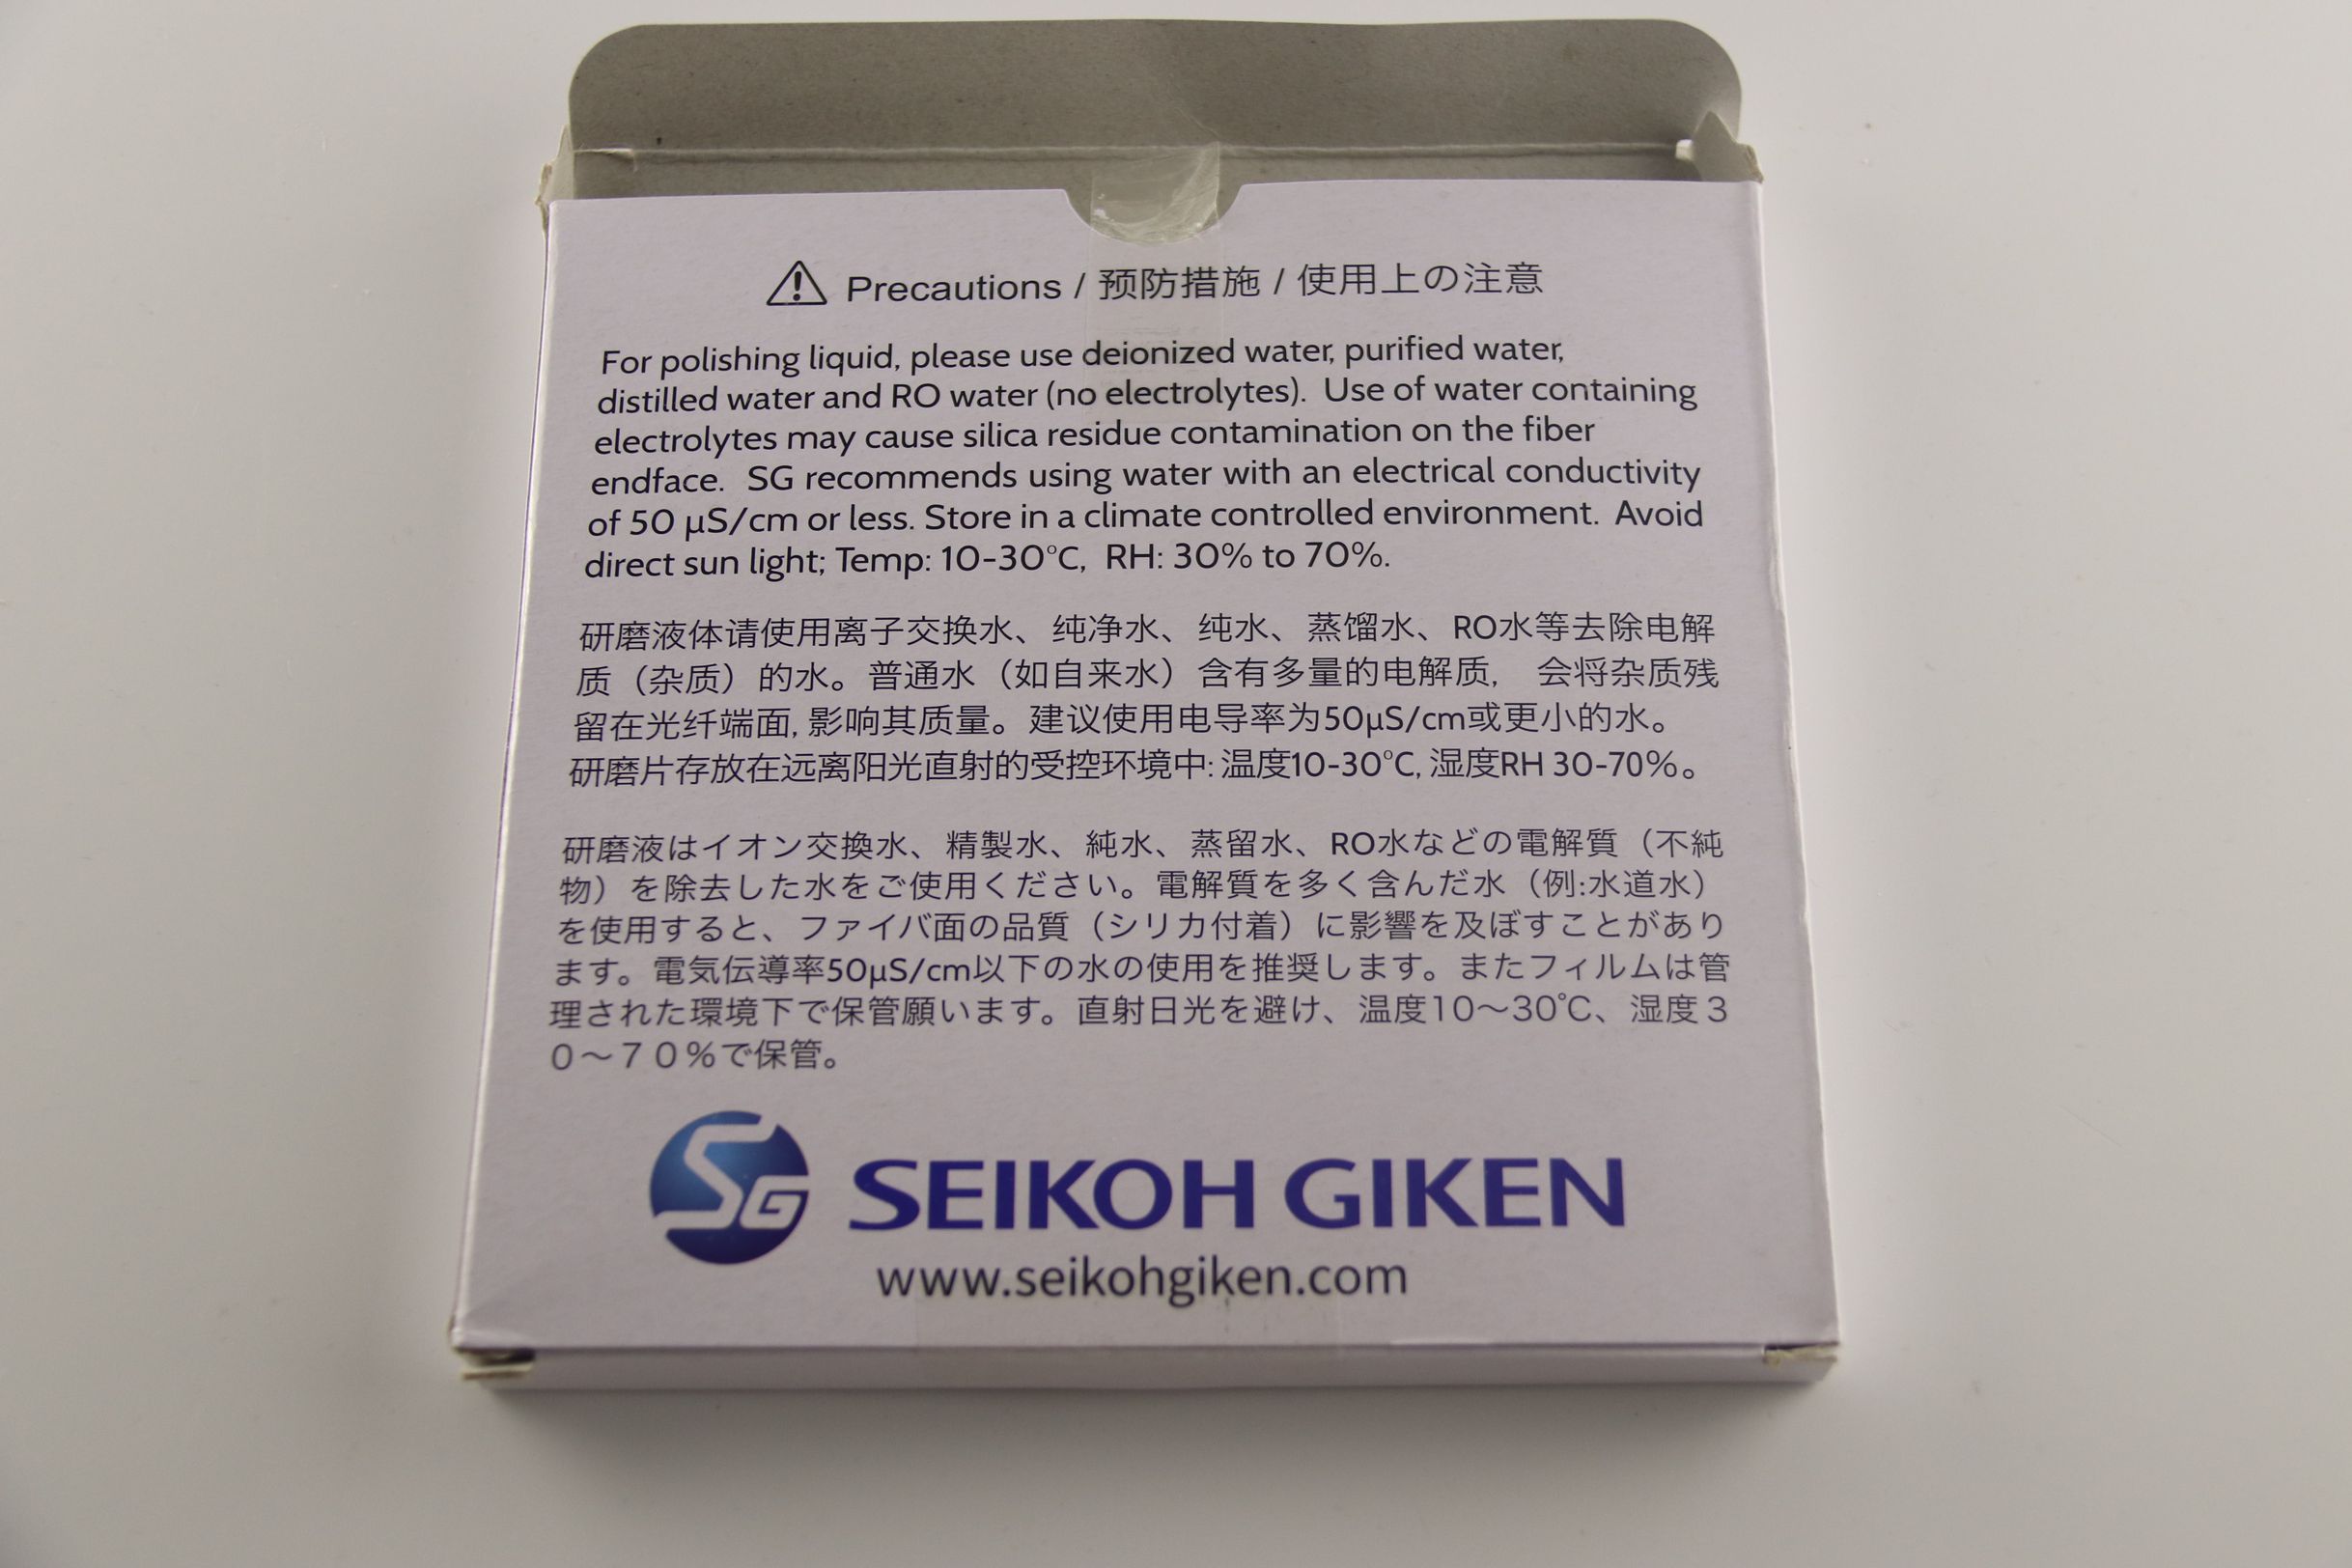 Precautions / 预防措施 / 使用上の注意
For polishing liquid, please use deionized water, purified water,
distilled water and RO water (no electrolytes). Use of water containing
electrolytes may cause silica residue contamination on the fiber
endface. SG recommends using water with an electrical conductivity
of 50 µS/cm or less. Store in a climate controlled environment. Avoid
direct sun light; Temp: 10-30°C, RH: 30% to 70%.
研磨液体请使用离子交换水、纯净水、纯水、蒸馏水、RO水等去除电解
质（杂质）的水。普通水（如自来水）含有多量的电解质, 会将杂质残
留在光纤端面, 影响其质量。建议使用电导率为50µS/cm或更小的水。
研磨片存放在远离阳光直射的受控环境中: 温度10-30°C, 湿度RH 30-70%。
研磨液はイオン交換水、精製水、純水、蒸留水、RO水などの電解質（不純
物）を除去した水をご使用ください。電解質を多く含んだ水（例:水道水）
を使用すると、ファイバ面の品質（シリカ付着）に影響を及ぼすことがあり
ます。電気伝導率50µS/cm以下の水の使用を推奨します。またフィルムは管
理された環境下で保管願います。直射日光を避け、温度10～30℃、湿度３
０～７０％で保管。
SG SEIKOH GIKEN
www.seikohgiken.com